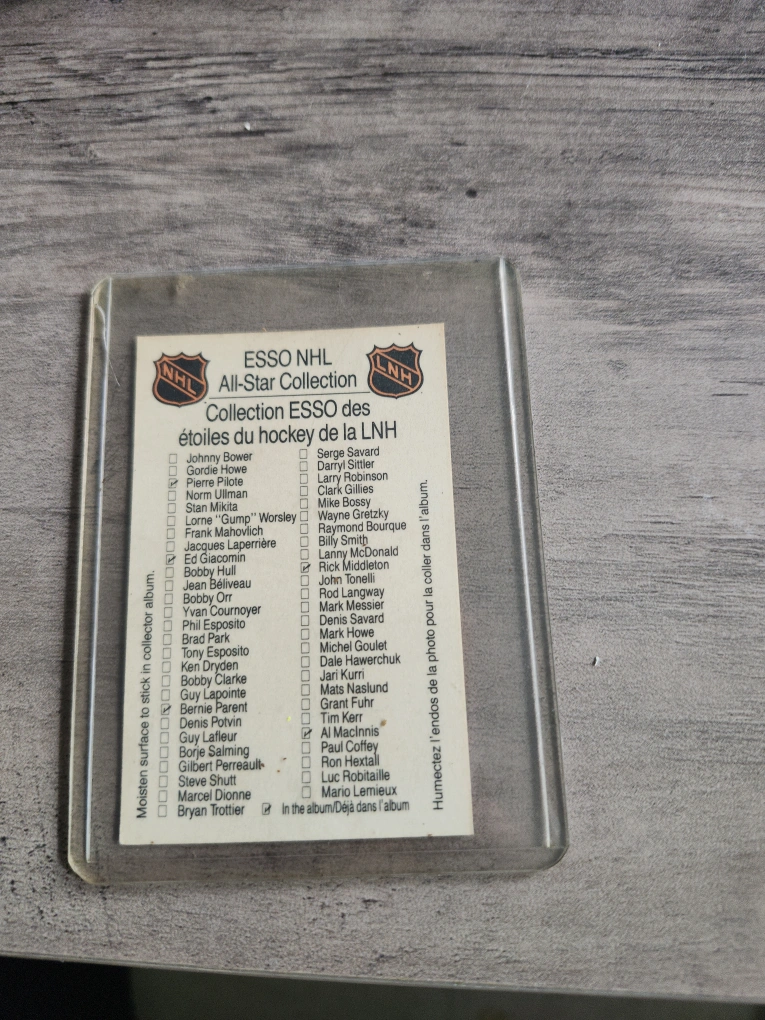 NHL
ESSO NHL
All-Star Collection
LNH
Collection ESSO des
étoiles du hockey de la LNH
☐ Johnny Bower
☐ Gordie Howe
☑ Pierre Pilote
☐ Norm Ullman
☐ Stan Mikita
☐ Lorne "Gump" Worsley
☐ Frank Mahovlich
☐ Jacques Laperrière
☑ Ed Giacomin
☐ Bobby Hull
☐ Jean Béliveau
☐ Bobby Orr
☐ Yvan Cournoyer
☐ Phil Esposito
☐ Brad Park
☐ Tony Esposito
☐ Ken Dryden
☐ Bobby Clarke
☐ Guy Lapointe
☑ Bernie Parent
☐ Denis Potvin
☐ Guy Lafleur
☐ Borje Salming
☐ Gilbert Perreault
☐ Steve Shutt
☐ Marcel Dionne
☐ Bryan Trottier
☐ Serge Savard
☐ Darryl Sittler
☐ Larry Robinson
☐ Clark Gillies
☐ Mike Bossy
☐ Wayne Gretzky
☐ Raymond Bourque
☐ Billy Smith
☐ Lanny McDonald
☑ Rick Middleton
☐ John Tonelli
☐ Rod Langway
☐ Mark Messier
☐ Denis Savard
☐ Mark Howe
☐ Michel Goulet
☐ Dale Hawerchuk
☐ Jari Kurri
☐ Mats Naslund
☐ Grant Fuhr
☐ Tim Kerr
☑ Al MacInnis
☐ Paul Coffey
☐ Ron Hextall
☐ Luc Robitaille
☐ Mario Lemieux
☑ In the album/Déjà dans l'album
Moisten surface to stick in collector album.
Humectez l'endos de la photo pour la coller dans l'album.